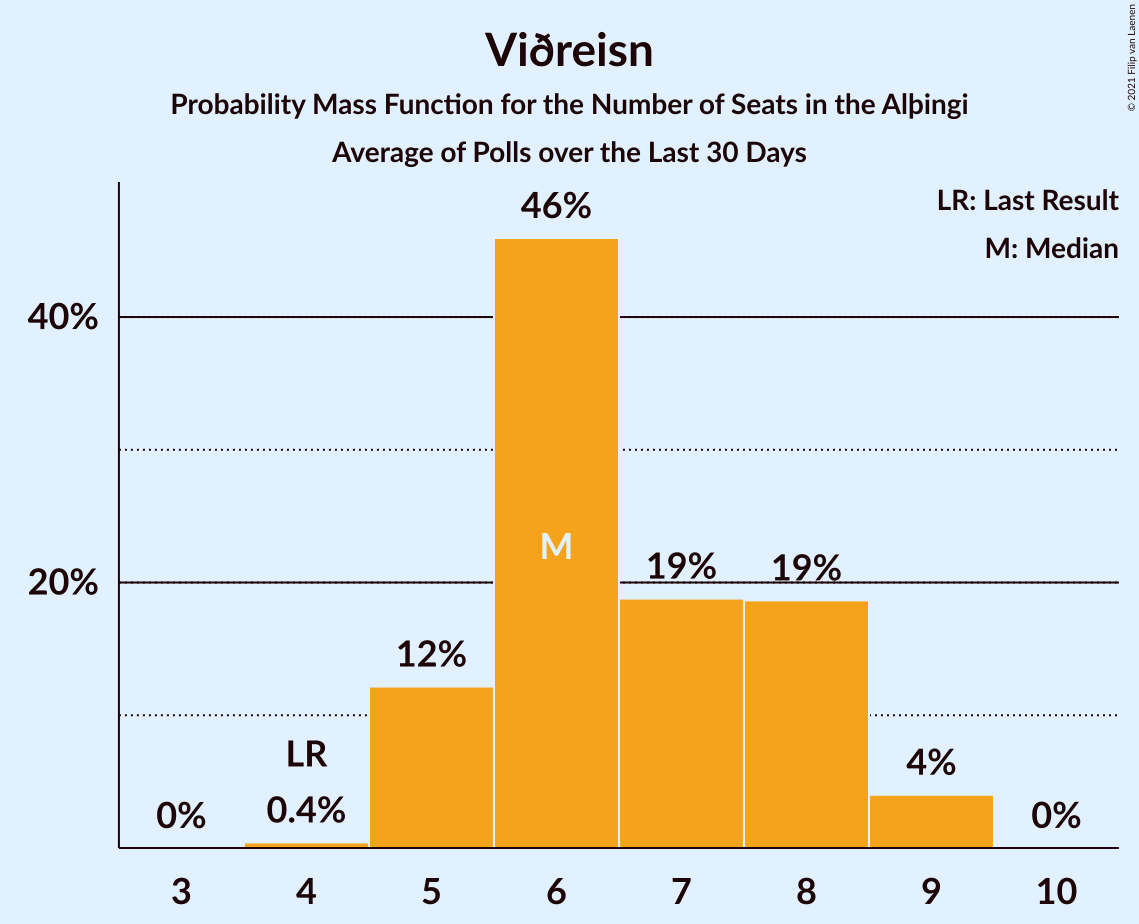 Viðreisn
Probability Mass Function for the Number of Seats in the Alþingi
Average of Polls over the Last 30 Days
© 2021 Filip van Laenen
LR: Last Result
M: Median
46%
40%
M
19%
19%
20%
12%
LR
4%
0%
0.4%
0%
3 4 5 6 7 8 9 10